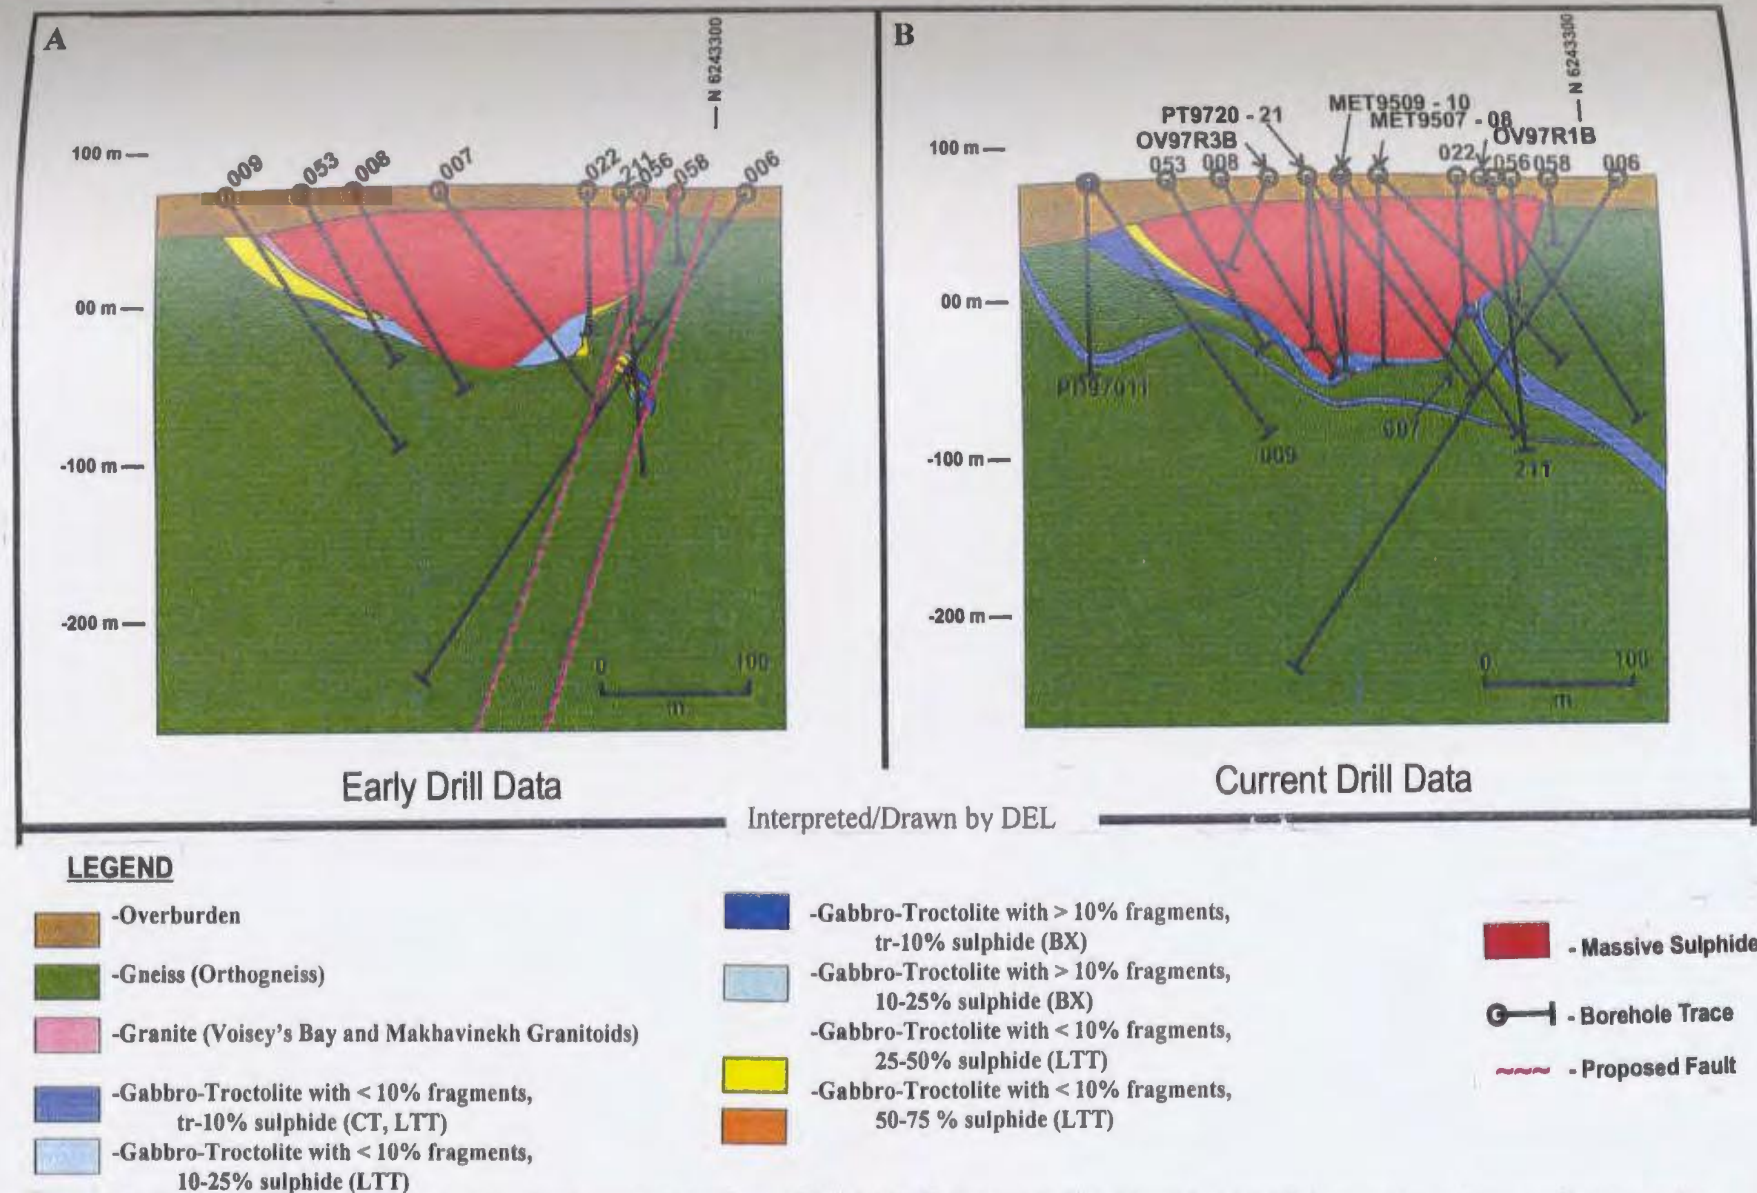 A
N 6243300
100 m
009
053
008
007
022
211
056
058
006
00 m
-100 m
-200 m
0
100
m
Early Drill Data
B
N 6243300
MET9509 - 10
PT9720 - 21
MET9507 - 08
OV97R3B
OV97R1B
100 m
053
008
022
056
058
006
00 m
PD97011
007
009
-100 m
211
-200 m
0
100
m
Current Drill Data
Interpreted/Drawn by DEL
LEGEND
-Overburden
-Gneiss (Orthogneiss)
-Granite (Voisey's Bay and Makhavinekh Granitoids)
-Gabbro-Troctolite with < 10% fragments,
tr-10% sulphide (CT, LTT)
-Gabbro-Troctolite with < 10% fragments,
10-25% sulphide (LTT)
-Gabbro-Troctolite with > 10% fragments,
tr-10% sulphide (BX)
-Gabbro-Troctolite with > 10% fragments,
10-25% sulphide (BX)
-Gabbro-Troctolite with < 10% fragments,
25-50% sulphide (LTT)
-Gabbro-Troctolite with < 10% fragments,
50-75 % sulphide (LTT)
- Massive Sulphide
- Borehole Trace
- Proposed Fault